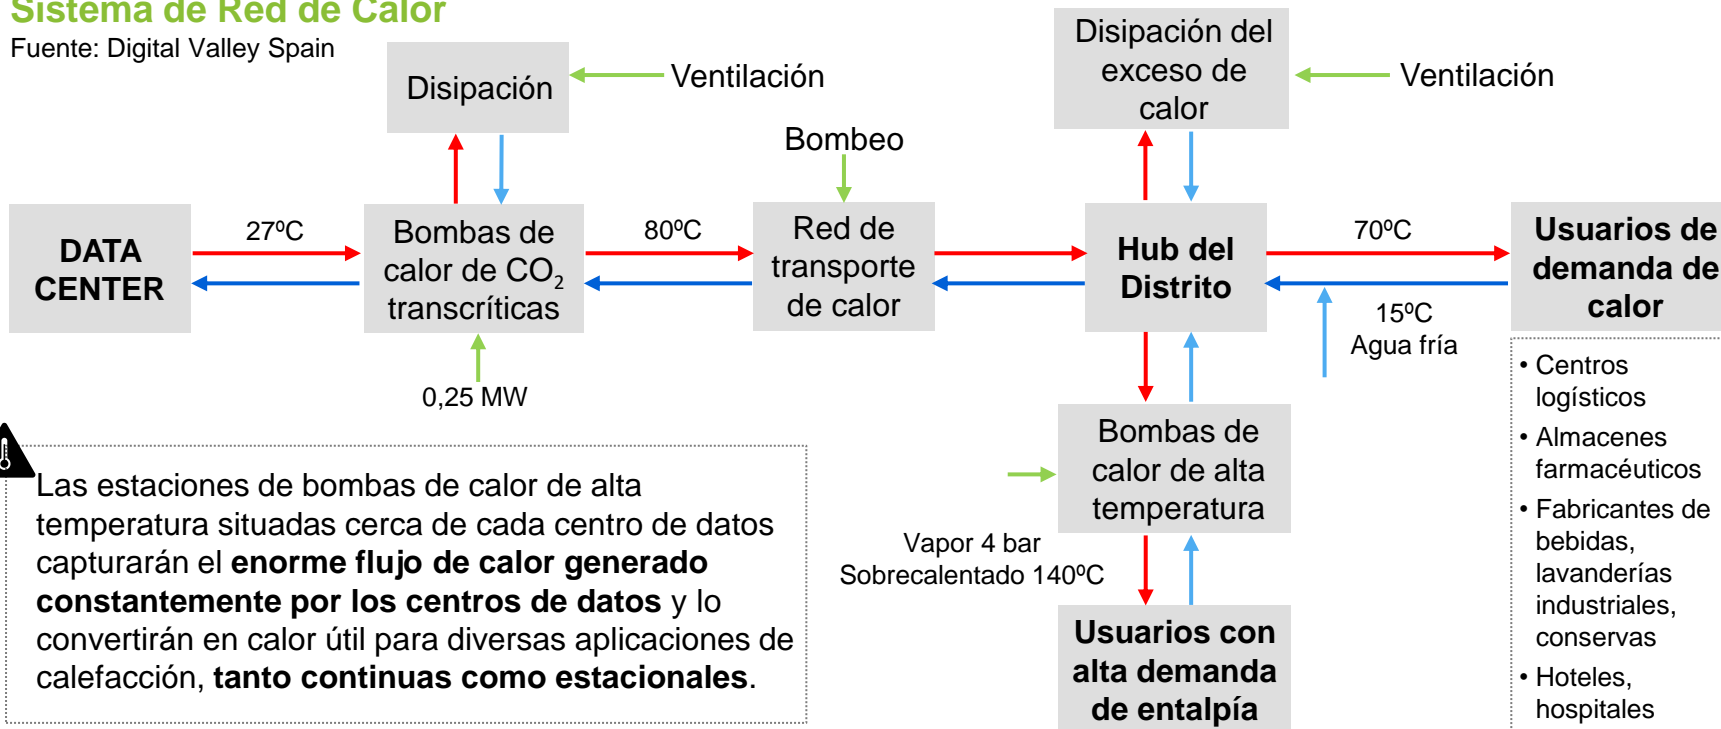 Sistema de Red de Calor
Fuente: Digital Valley Spain
Disipación
Ventilación
Disipación del
exceso de
calor
Ventilación
Bombeo
DATA
CENTER
27ºC
Bombas de
calor de CO₂
transcríticas
80ºC
Red de
transporte
de calor
Hub del
Distrito
70ºC
15ºC
Agua fría
Usuarios de
demanda de
calor
0,25 MW
• Centros
logísticos
• Almacenes
farmacéuticos
• Fabricantes de
bebidas,
lavanderías
industriales,
conservas
• Hoteles,
hospitales
Bombas de
calor de alta
temperatura
Vapor 4 bar
Sobrecalentado 140ºC
Usuarios con
alta demanda
de entalpía
Las estaciones de bombas de calor de alta
temperatura situadas cerca de cada centro de datos
capturarán el enorme flujo de calor generado
constantemente por los centros de datos y lo
convertirán en calor útil para diversas aplicaciones de
calefacción, tanto continuas como estacionales.